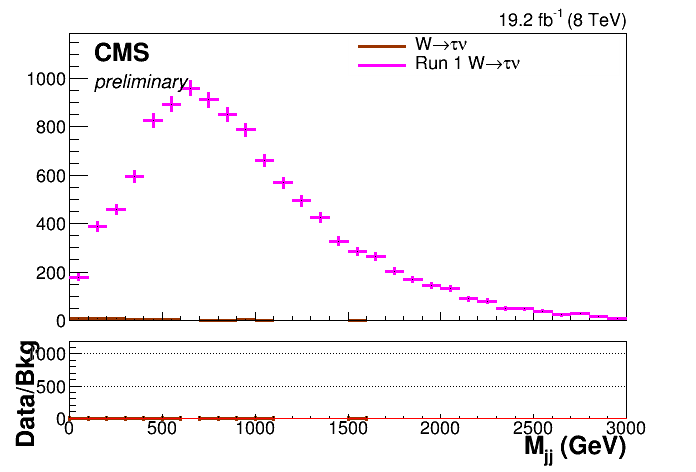 19.2 fb⁻¹ (8 TeV)
CMS
preliminary
W→τν
Run 1 W→τν
1000
800
600
400
200
0
Data/Bkg
1000
500
0
0 500 1000 1500 2000 2500 3000
M_jj (GeV)